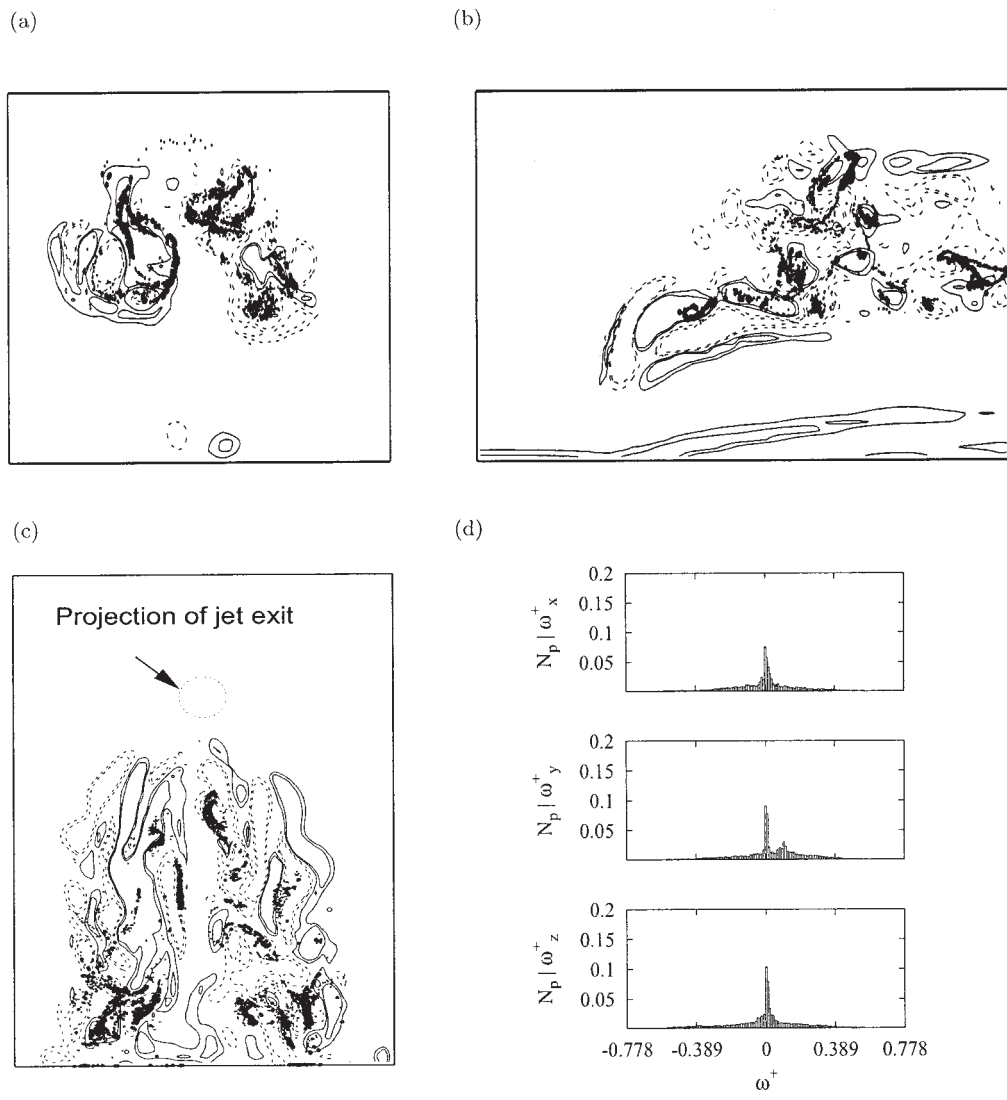 (a)
(b)
(c)
Projection of jet exit
(d)
0.2
0.15
0.1
0.05
N_p | ω^+_x
0.2
0.15
0.1
0.05
N_p | ω^+_y
0.2
0.15
0.1
0.05
N_p | ω^+_z
-0.778 -0.389 0 0.389 0.778
ω^+